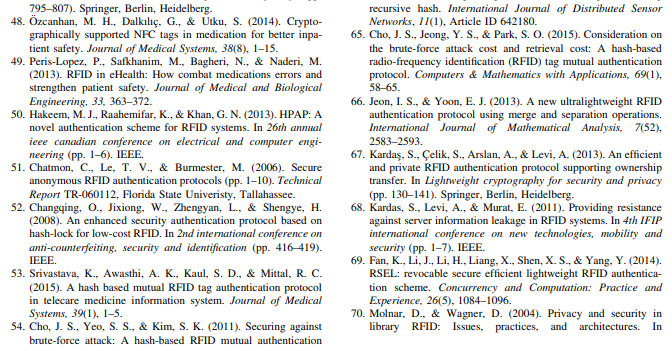 795–807). Springer, Berlin, Heidelberg.
48. Özcanhan, M. H., Dalkılıç, G., & Utku, S. (2014). Crypto-
graphically supported NFC tags in medication for better inpa-
tient safety. Journal of Medical Systems, 38(8), 1–15.
49. Peris-Lopez, P., Safkhanim, M., Bagheri, N., & Naderi, M.
(2013). RFID in eHealth: How combat medications errors and
strengthen patient safety. Journal of Medical and Biological
Engineering, 33, 363–372.
50. Hakeem, M. J., Raahemifar, K., & Khan, G. N. (2013). HPAP: A
novel authentication scheme for RFID systems. In 26th annual
ieee canadian conference on electrical and computer engi-
neering (pp. 1–6). IEEE.
51. Chatmon, C., Le, T. V., & Burmester, M. (2006). Secure
anonymous RFID authentication protocols (pp. 1–10). Technical
Report TR-060112, Florida State Univeristy, Tallahassee.
52. Changqing, O., Jixiong, W., Zhengyan, L., & Shengye, H.
(2008). An enhanced security authentication protocol based on
hash-lock for low-cost RFID. In 2nd international conference on
anti-counterfeiting, security and identification (pp. 416–419).
IEEE.
53. Srivastava, K., Awasthi, A. K., Kaul, S. D., & Mittal, R. C.
(2015). A hash based mutual RFID tag authentication protocol
in telecare medicine information system. Journal of Medical
Systems, 39(1), 1–5.
54. Cho, J. S., Yeo, S. S., & Kim, S. K. (2011). Securing against
brute-force attack: A hash-based RFID mutual authentication
recursive hash. International Journal of Distributed Sensor
Networks, 11(1), Article ID 642180.
65. Cho, J. S., Jeong, Y. S., & Park, S. O. (2015). Consideration on
the brute-force attack cost and retrieval cost: A hash-based
radio-frequency identification (RFID) tag mutual authentication
protocol. Computers & Mathematics with Applications, 69(1),
58–65.
66. Jeon, I. S., & Yoon, E. J. (2013). A new ultralightweight RFID
authentication protocol using merge and separation operations.
International Journal of Mathematical Analysis, 7(52),
2583–2593.
67. Kardaş, S., Çelik, S., Arslan, A., & Levi, A. (2013). An efficient
and private RFID authentication protocol supporting ownership
transfer. In Lightweight cryptography for security and privacy
(pp. 130–141). Springer, Berlin, Heidelberg.
68. Kardas, S., Levi, A., & Murat, E. (2011). Providing resistance
against server information leakage in RFID systems. In 4th IFIP
international conference on new technologies, mobility and
security (pp. 1–7). IEEE.
69. Fan, K., Li, J., Li, H., Liang, X., Shen, X. S., & Yang, Y. (2014).
RSEL: revocable secure efficient lightweight RFID authentica-
tion scheme. Concurrency and Computation: Practice and
Experience, 26(5), 1084–1096.
70. Molnar, D., & Wagner, D. (2004). Privacy and security in
library RFID: Issues, practices, and architectures. In